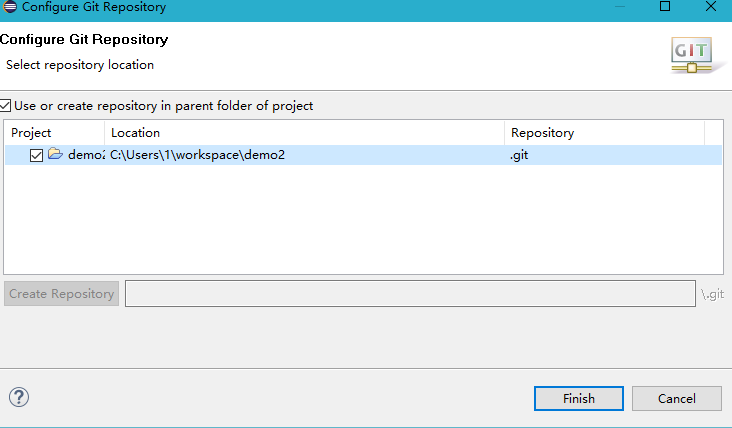 Configure Git Repository
Configure Git Repository
Select repository location
GIT
Use or create repository in parent folder of project
Project Location Repository
demo2 C:\Users\1\workspace\demo2 .git
Create Repository \.git
? Finish Cancel